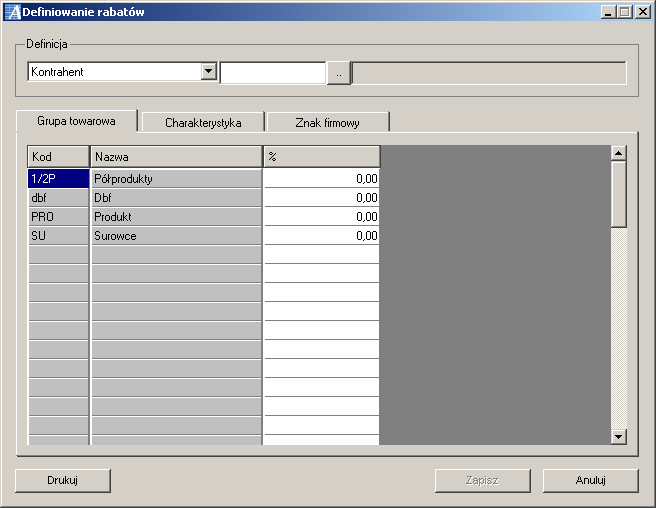 Definiowanie rabatów
Definicja
Kontrahent ..
Grupa towarowa Charakterystyka Znak firmowy
Kod Nazwa %
1/2P Półprodukty 0,00
dbf Dbf 0,00
PRO Produkt 0,00
SU Surowce 0,00
Drukuj Zapisz Anuluj